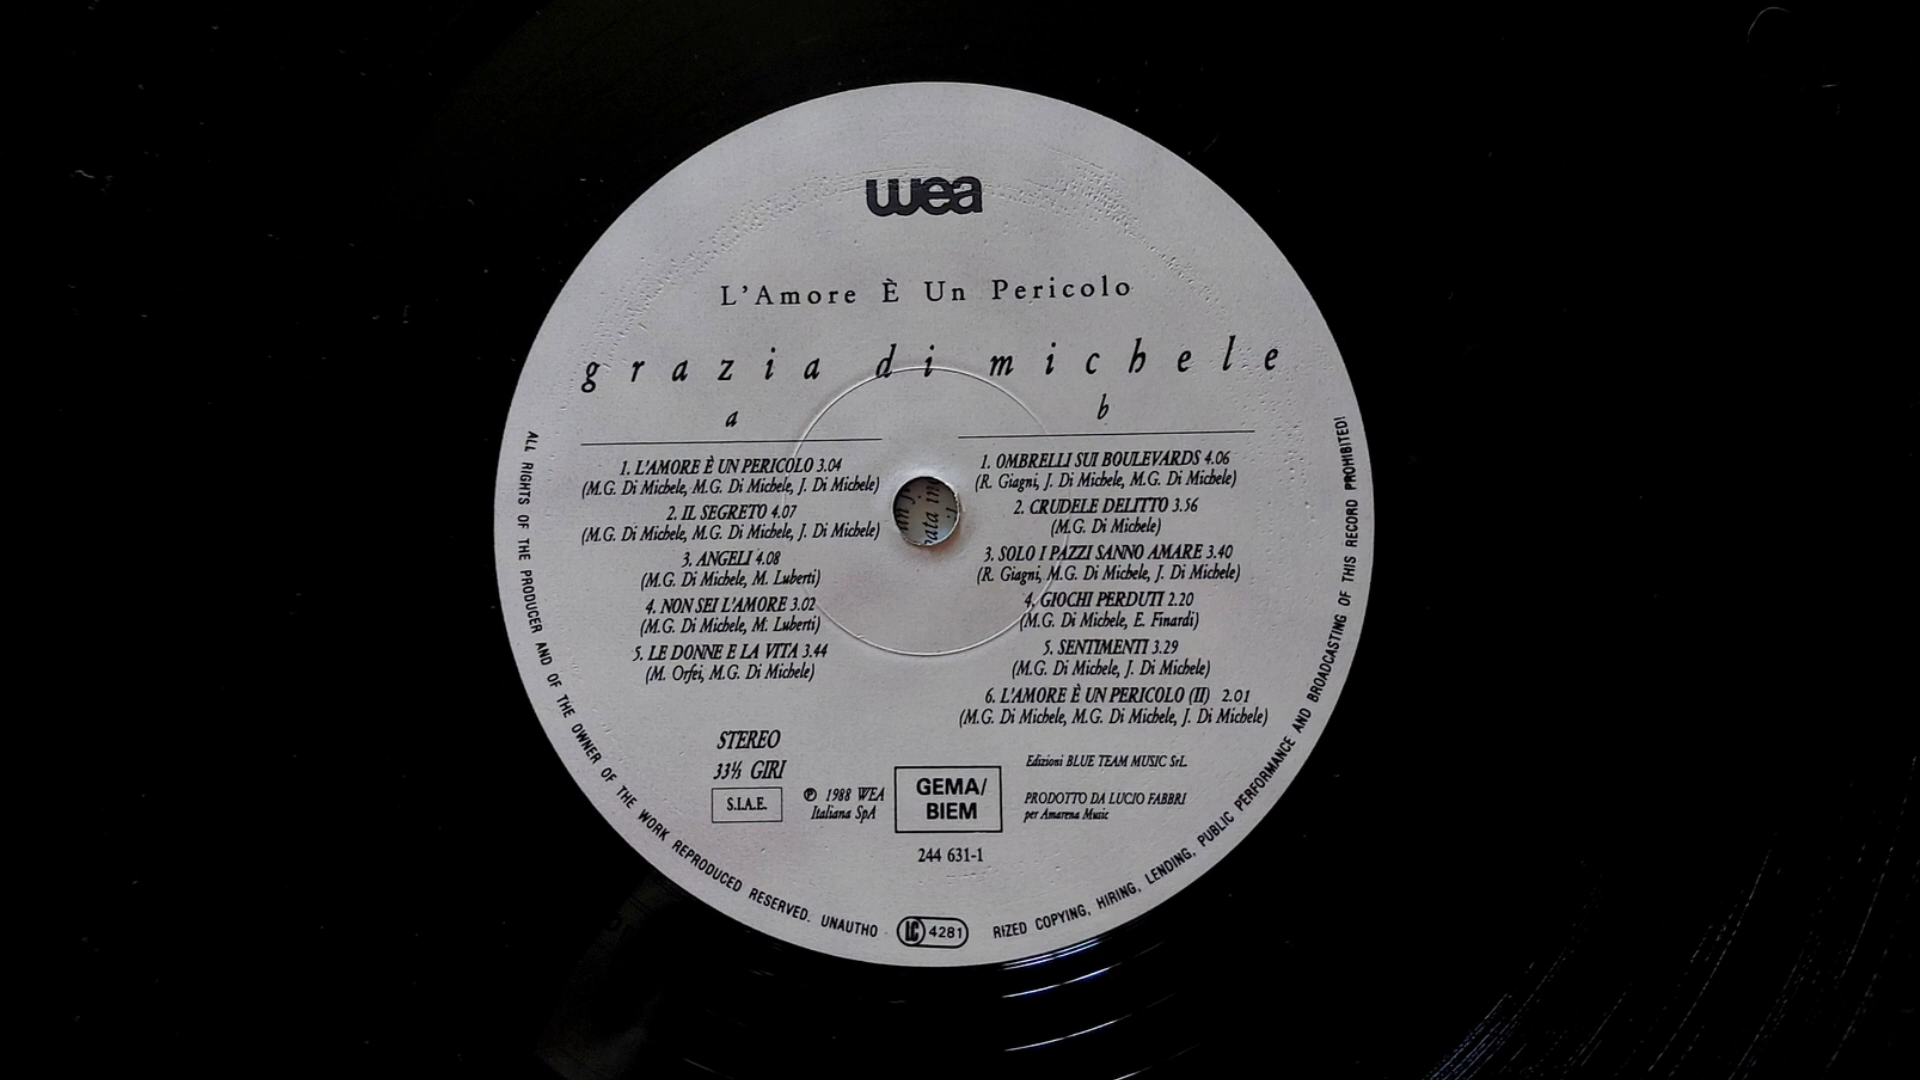 wea
L'Amore È Un Pericolo
grazia di michele
a
1. L'AMORE È UN PERICOLO 3.04
(M.G. Di Michele, M.G. Di Michele, J. Di Michele)
2. IL SEGRETO 4.07
(M.G. Di Michele, M.G. Di Michele, J. Di Michele)
3. ANGELI 4.08
(M.G. Di Michele, M. Luberti)
4. NON SEI L'AMORE 3.02
(M.G. Di Michele, M. Luberti)
5. LE DONNE E LA VITA 3.44
(M. Orfei, M.G. Di Michele)
b
1. OMBRELLI SUI BOULEVARDS 4.06
(R. Giagni, J. Di Michele, M.G. Di Michele)
2. CRUDELE DELITTO 3.56
(M.G. Di Michele)
3. SOLO I PAZZI SANNO AMARE 3.40
(R. Giagni, M.G. Di Michele, J. Di Michele)
4. GIOCHI PERDUTI 2.20
(M.G. Di Michele, E. Finardi)
5. SENTIMENTI 3.29
(M.G. Di Michele, J. Di Michele)
6. L'AMORE È UN PERICOLO (II) 2.01
(M.G. Di Michele, M.G. Di Michele, J. Di Michele)
STEREO
33⅓ GIRI
S.I.A.E.
℗ 1988 WEA
Italiana SpA
GEMA/
BIEM
244 631-1
Edizioni BLUE TEAM MUSIC SrL.
PRODOTTO DA LUCIO FABBRI
per Amarena Music
ALL RIGHTS OF THE PRODUCER AND OF THE OWNER OF THE WORK REPRODUCED RESERVED. UNAUTHO
LC 4281
RIZED COPYING, HIRING, LENDING, PUBLIC PERFORMANCE AND BROADCASTING OF THIS RECORD PROHIBITED!